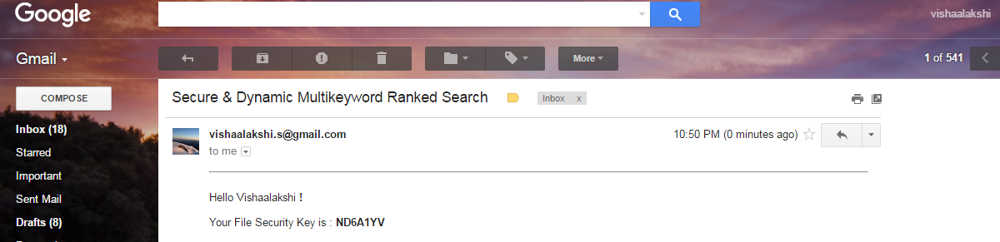 Google
vishaalakshi
Gmail
More
1 of 541
COMPOSE
Secure & Dynamic Multikeyword Ranked Search
Inbox x
Inbox (18)
vishaalakshi.s@gmail.com
10:50 PM (0 minutes ago)
to me
Starred
Important
Sent Mail
Drafts (8)
Hello Vishaalakshi !
Your File Security Key is : ND6A1YV